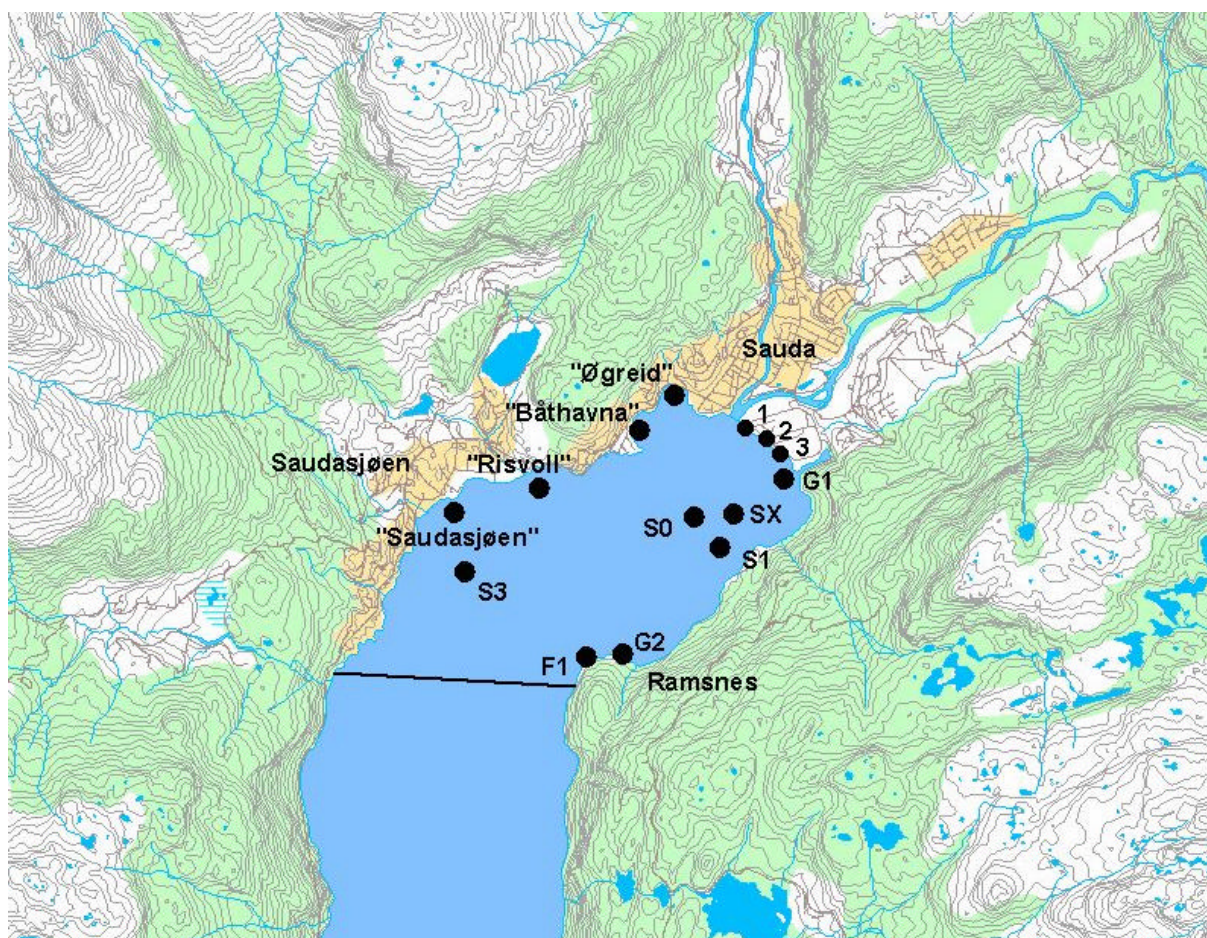 Sauda
"Øgreid"
"Båthavna"
1
2
3
Saudasjøen
"Risvoll"
G1
SX
S0
"Saudasjøen"
S1
S3
G2
F1
Ramsnes